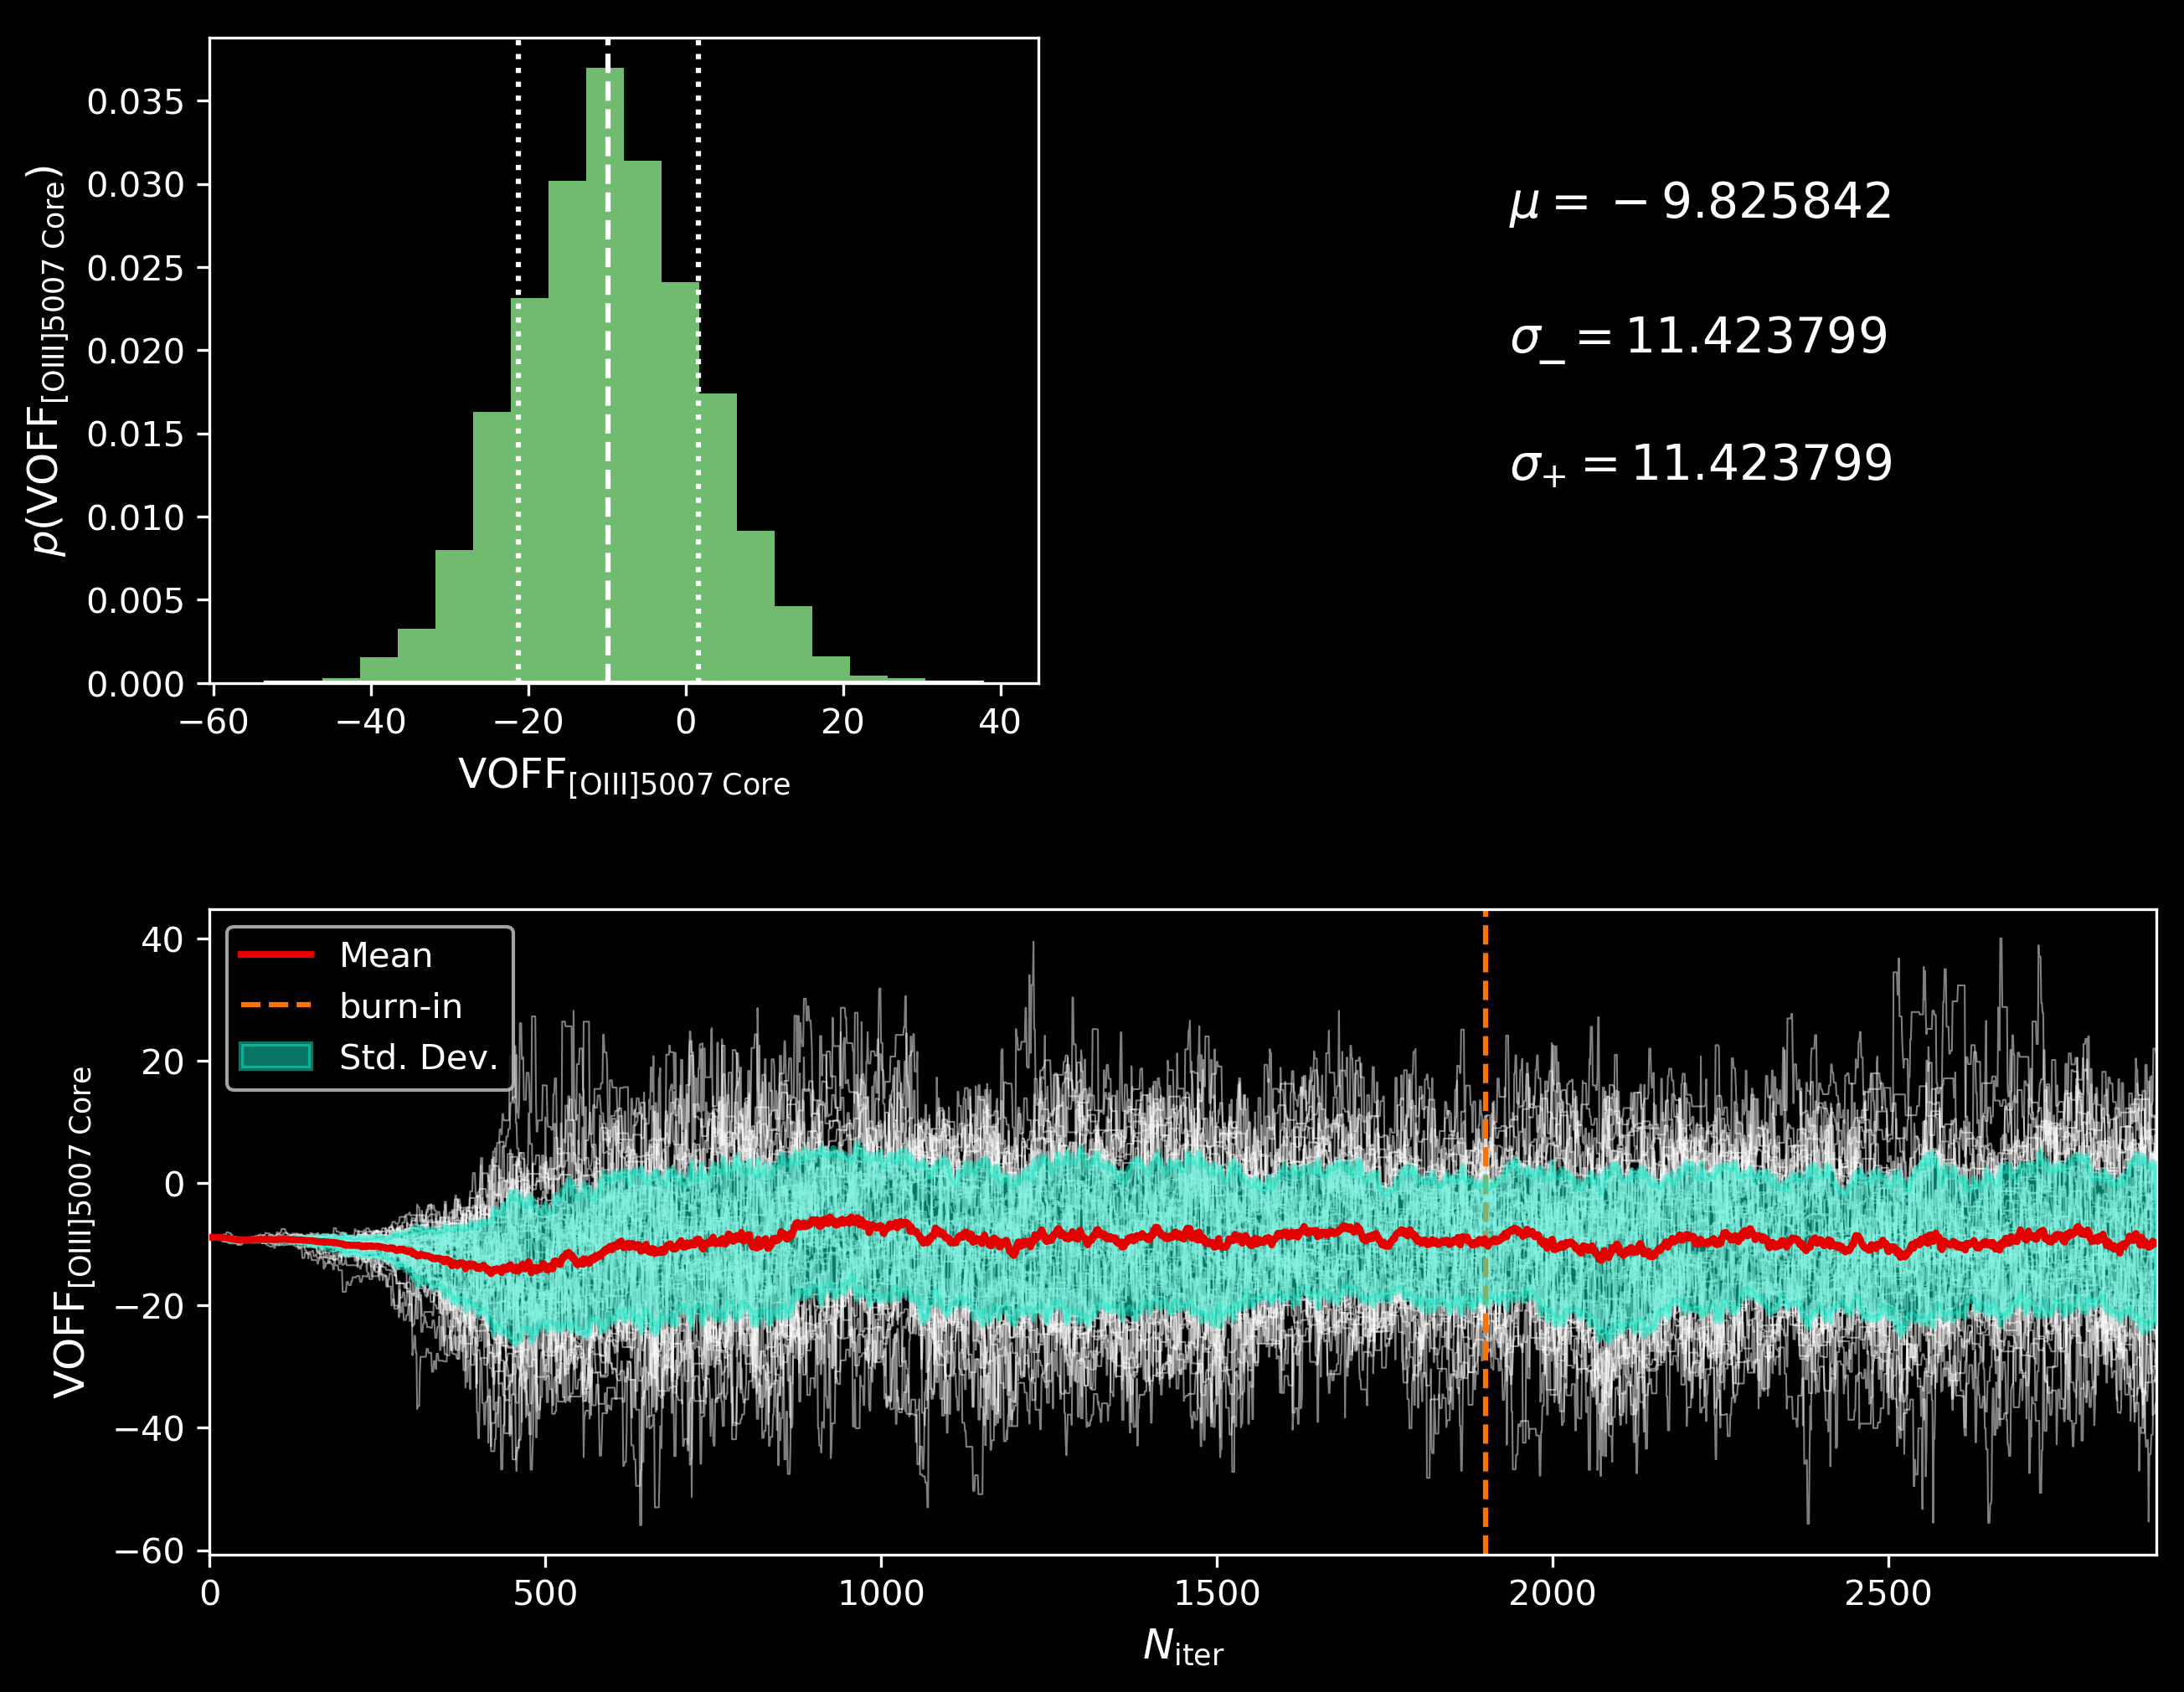 0.035
0.030
0.025
0.020
0.015
0.010
0.005
0.000
p(VOFF[OIII]5007 Core)
−60 −40 −20 0 20 40
VOFF[OIII]5007 Core
μ = −9.825842
σ− = 11.423799
σ+ = 11.423799
Mean
burn-in
Std. Dev.
40
20
0
−20
−40
−60
VOFF[OIII]5007 Core
0 500 1000 1500 2000 2500
Niter